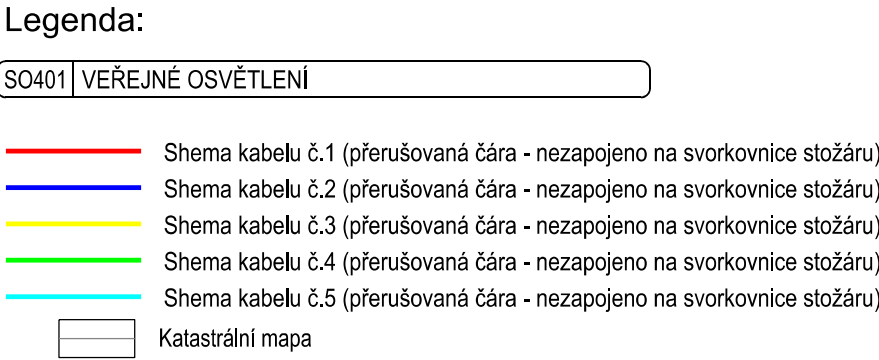 Legenda:
SO401 VEŘEJNÉ OSVĚTLENÍ
Shema kabelu č.1 (přerušovaná čára - nezapojeno na svorkovnice stožáru)
Shema kabelu č.2 (přerušovaná čára - nezapojeno na svorkovnice stožáru)
Shema kabelu č.3 (přerušovaná čára - nezapojeno na svorkovnice stožáru)
Shema kabelu č.4 (přerušovaná čára - nezapojeno na svorkovnice stožáru)
Shema kabelu č.5 (přerušovaná čára - nezapojeno na svorkovnice stožáru)
Katastrální mapa